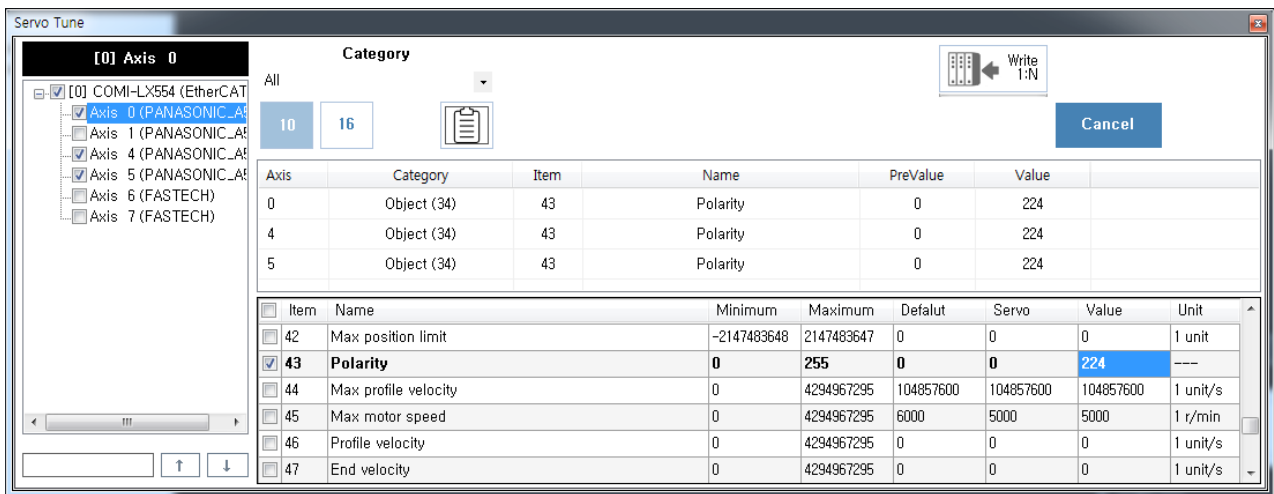 Servo Tune
[0] Axis 0
[0] COMI-LX554 (EtherCAT
Axis 0 (PANASONIC_A5
Axis 1 (PANASONIC_A5
Axis 4 (PANASONIC_A5
Axis 5 (PANASONIC_A5
Axis 6 (FASTECH)
Axis 7 (FASTECH)
Category
All
10 16
Write
1:N
Cancel
Axis Category Item Name PreValue Value
0 Object (34) 43 Polarity 0 224
4 Object (34) 43 Polarity 0 224
5 Object (34) 43 Polarity 0 224
Item Name Minimum Maximum Defalut Servo Value Unit
42 Max position limit -2147483648 2147483647 0 0 0 1 unit
43 Polarity 0 255 0 0 224 ---
44 Max profile velocity 0 4294967295 104857600 104857600 104857600 1 unit/s
45 Max motor speed 0 4294967295 6000 5000 5000 1 r/min
46 Profile velocity 0 4294967295 0 0 0 1 unit/s
47 End velocity 0 4294967295 0 0 0 1 unit/s